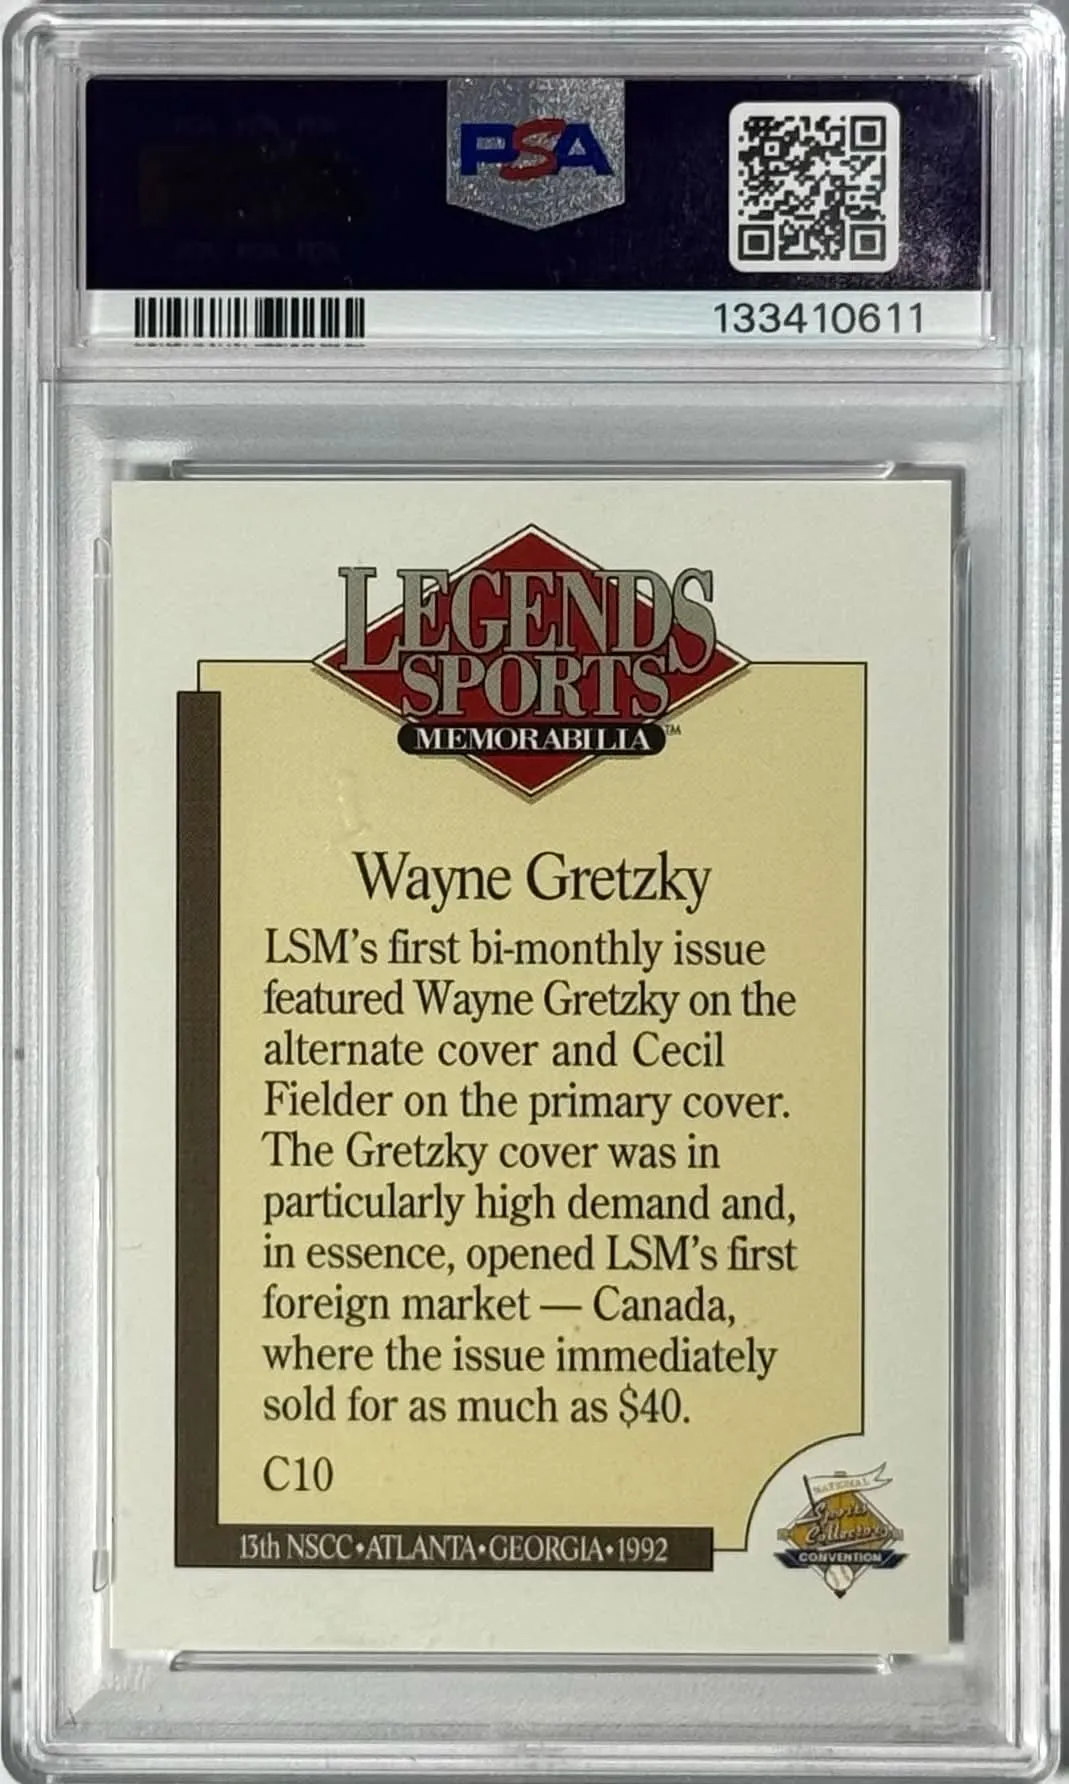 PSA
133410611
LEGENDS
SPORTS
MEMORABILIA™
Wayne Gretzky
LSM's first bi-monthly issue
featured Wayne Gretzky on the
alternate cover and Cecil
Fielder on the primary cover.
The Gretzky cover was in
particularly high demand and,
in essence, opened LSM's first
foreign market — Canada,
where the issue immediately
sold for as much as $40.
C10
13th NSCC•ATLANTA•GEORGIA•1992
NATIONAL
Sports
Collectors
CONVENTION